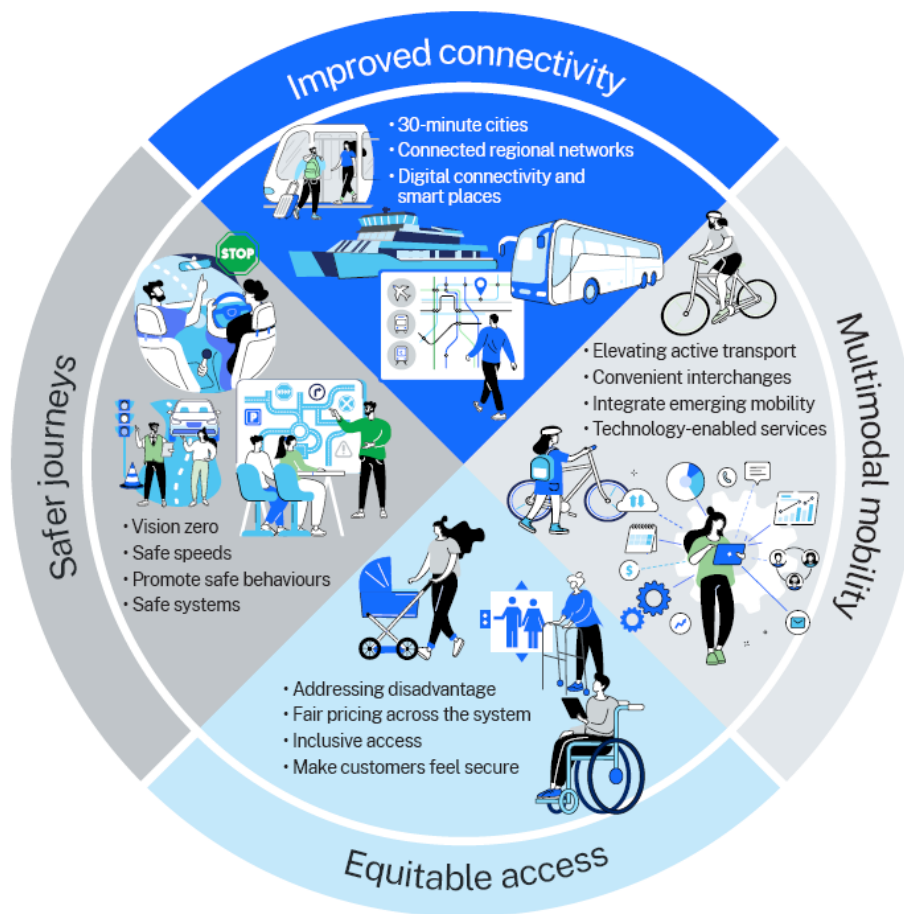 Improved connectivity
• 30-minute cities
• Connected regional networks
• Digital connectivity and
smart places
Multimodal mobility
• Elevating active transport
• Convenient interchanges
• Integrate emerging mobility
• Technology-enabled services
$
Equitable access
• Addressing disadvantage
• Fair pricing across the system
• Inclusive access
• Make customers feel secure
Safer journeys
STOP
STOP
P
• Vision zero
• Safe speeds
• Promote safe behaviours
• Safe systems